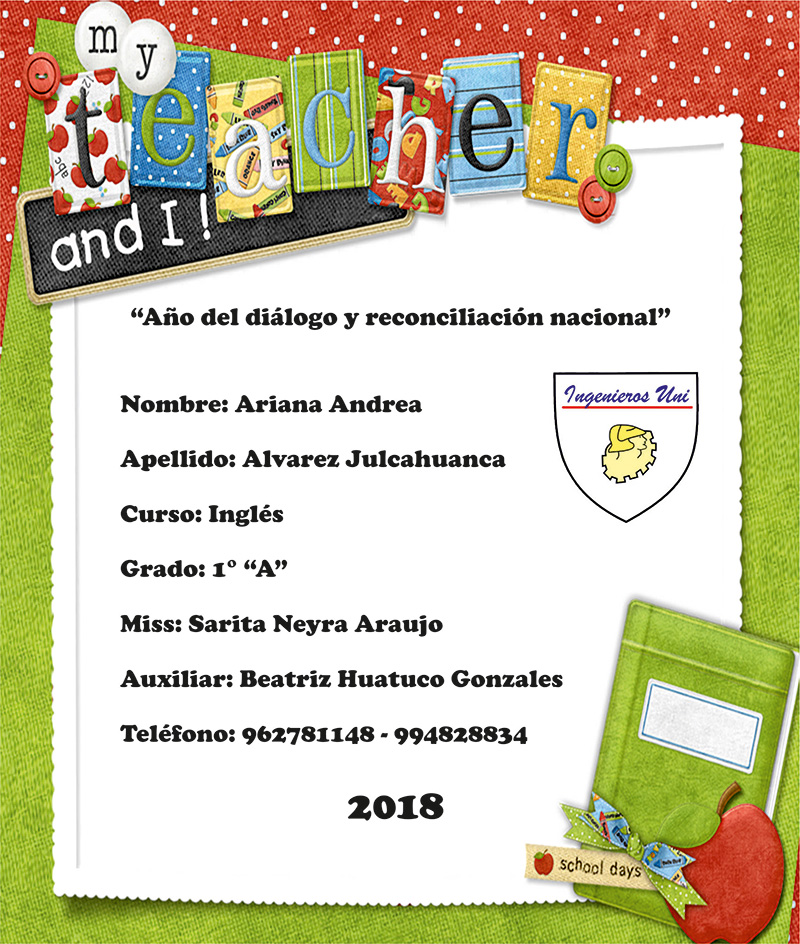 my
teacher
and I!
“Año del diálogo y reconciliación nacional”
Ingenieros Uni
Nombre: Ariana Andrea
Apellido: Alvarez Julcahuanca
Curso: Inglés
Grado: 1° “A”
Miss: Sarita Neyra Araujo
Auxiliar: Beatriz Huatuco Gonzales
Teléfono: 962781148 - 994828834
2018
school days